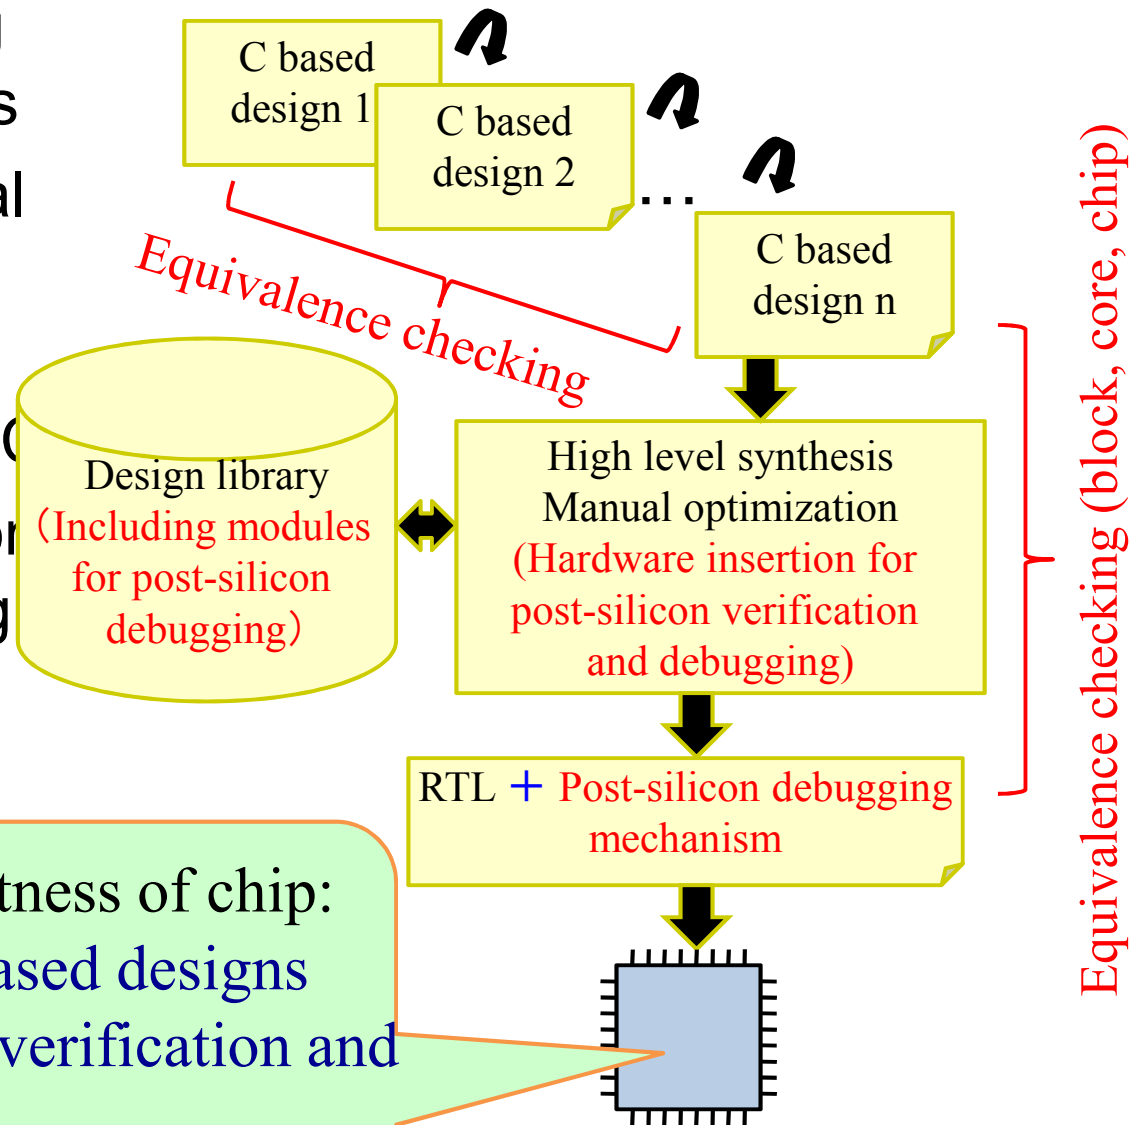 C based
design 1
C based
design 2
...
C based
design n
Equivalence checking
Equivalence checking (block, core, chip)
Design library
（Including modules
for post-silicon
debugging）
High level synthesis
Manual optimization
(Hardware insertion for
post-silicon verification
and debugging)
RTL + Post-silicon debugging
mechanism
of chip:
designs
verification and